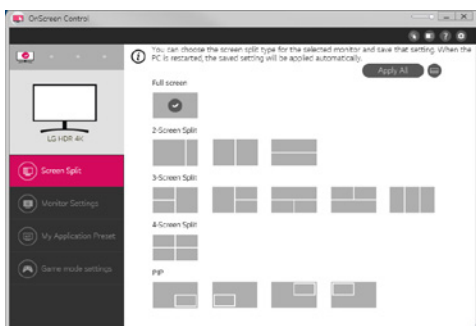 OnScreen Control
You can choose the screen split type for the selected monitor and save that setting. When the
PC is restarted, the saved setting will be applied automatically.
Apply All
Full screen
LG HDR 4K
2-Screen Split
Screen Split
3-Screen Split
Monitor Settings
My Application Preset
4-Screen Split
Game mode settings
PIP